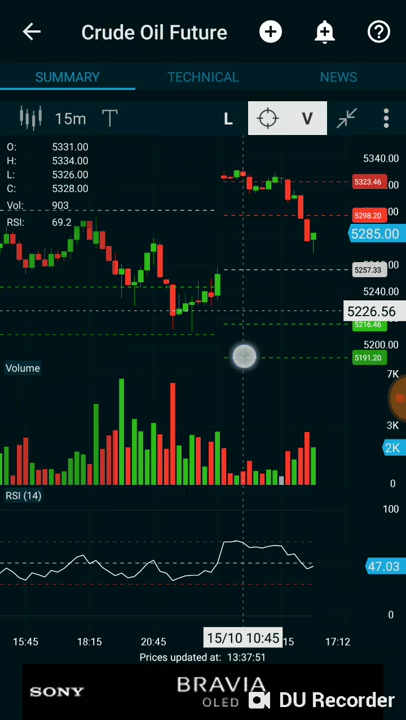 Crude Oil Future
SUMMARY TECHNICAL NEWS
15m T L V
O: 5331.00
H: 5334.00
L: 5326.00
C: 5328.00
Vol: 903
RSI: 69.2
5340.00
5323.46
5298.20
5285.00
5257.33
5240.00
5226.56
5216.46
5200.00
5191.20
Volume
7K
3K
2K
0
RSI (14)
100
47.03
0
15:45 18:15 20:45 15/10 10:45 15 17:12
Prices updated at: 13:37:51
SONY BRAVIA
OLED DU Recorder